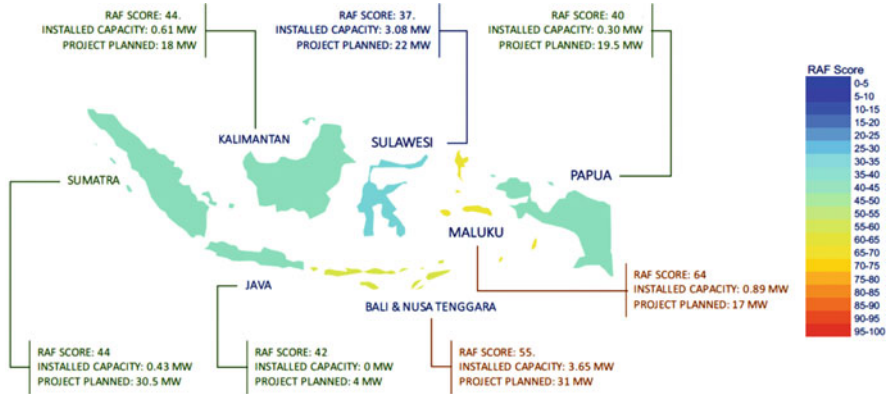 RAF SCORE: 44.
INSTALLED CAPACITY: 0.61 MW
PROJECT PLANNED: 18 MW
RAF SCORE: 37.
INSTALLED CAPACITY: 3.08 MW
PROJECT PLANNED: 22 MW
RAF SCORE: 40
INSTALLED CAPACITY: 0.30 MW
PROJECT PLANNED: 19.5 MW
RAF Score
0-5
5-10
10-15
15-20
20-25
25-30
30-35
35-40
40-45
45-50
50-55
55-60
60-65
65-70
70-75
75-80
80-85
85-90
90-95
95-100
KALIMANTAN
SULAWESI
SUMATRA
PAPUA
MALUKU
JAVA
BALI & NUSA TENGGARA
RAF SCORE: 64
INSTALLED CAPACITY: 0.89 MW
PROJECT PLANNED: 17 MW
RAF SCORE: 44
INSTALLED CAPACITY: 0.43 MW
PROJECT PLANNED: 30.5 MW
RAF SCORE: 42
INSTALLED CAPACITY: 0 MW
PROJECT PLANNED: 4 MW
RAF SCORE: 55.
INSTALLED CAPACITY: 3.65 MW
PROJECT PLANNED: 31 MW